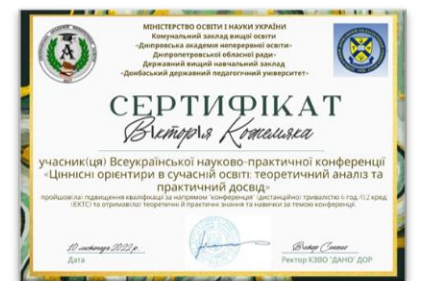 МІНІСТЕРСТВО ОСВІТИ І НАУКИ УКРАЇНИ
Комунальний заклад вищої освіти
«Дніпровська академія неперервної освіти»
Дніпропетровської обласної ради»
Державний вищий навчальний заклад
«Донбаський державний педагогічний університет»
СЕРТИФІКАТ
Вікторія Кожемяка
учасник(ця) Всеукраїнської науково-практичної конференції
«Ціннісні орієнтири в сучасній освіті: теоретичний аналіз та
практичний досвід»
пройшов(ла) підвищення кваліфікації за напрямом "конференція" (дистанційно) тривалістю 6 год./0,2 кред.
ЄКТС) та отримав(ла) теоретичні й практичні знання та навички за темою конференції.
10 листопада 2022 р.
Дата
Ректор КЗВО "ДАНО" ДОР